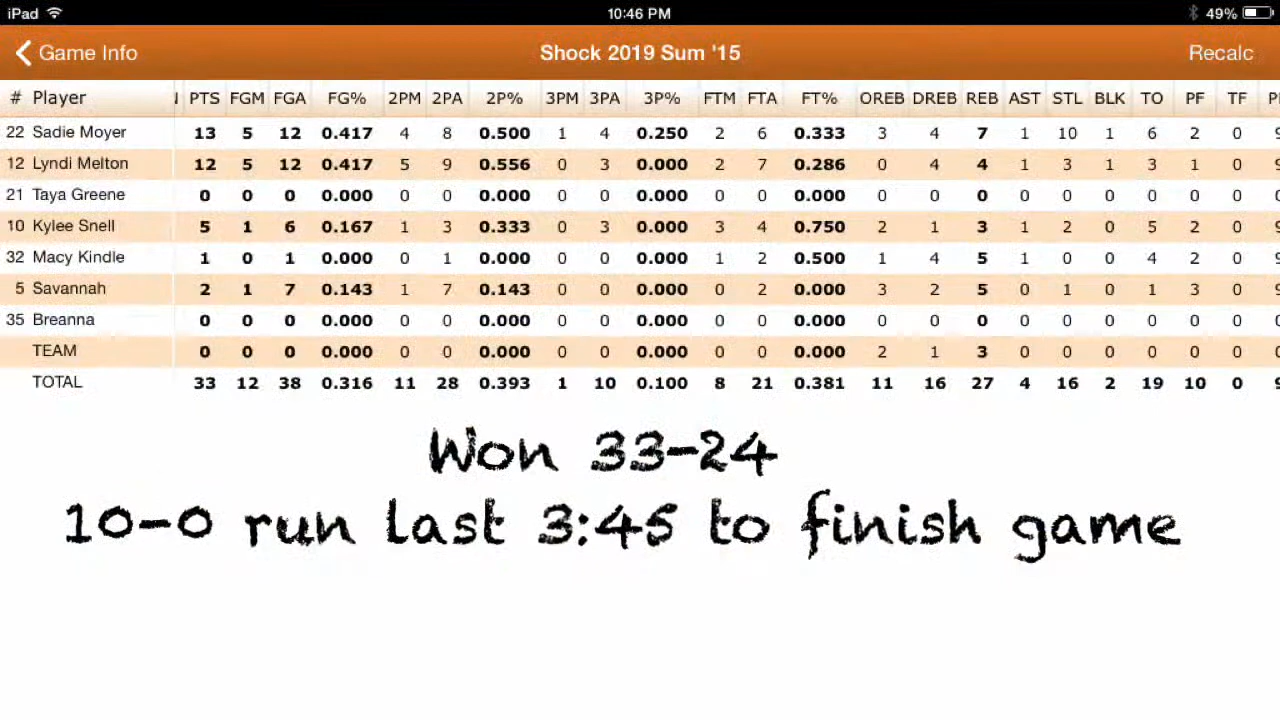 iPad 10:46 PM 49%
Game Info Shock 2019 Sum '15 Recalc
# Player PTS FGM FGA FG% 2PM 2PA 2P% 3PM 3PA 3P% FTM FTA FT% OREB DREB REB AST STL BLK TO PF TF
22 Sadie Moyer 13 5 12 0.417 4 8 0.500 1 4 0.250 2 6 0.333 3 4 7 1 10 1 6 2 0
12 Lyndi Melton 12 5 12 0.417 5 9 0.556 0 3 0.000 2 7 0.286 0 4 4 1 3 1 3 1 0
21 Taya Greene 0 0 0 0.000 0 0 0.000 0 0 0.000 0 0 0.000 0 0 0 0 0 0 0 0 0
10 Kylee Snell 5 1 6 0.167 1 3 0.333 0 3 0.000 3 4 0.750 2 1 3 1 2 0 5 2 0
32 Macy Kindle 1 0 1 0.000 0 1 0.000 0 0 0.000 1 2 0.500 1 4 5 1 0 0 4 2 0
5 Savannah 2 1 7 0.143 1 7 0.143 0 0 0.000 0 2 0.000 3 2 5 0 1 0 1 3 0
35 Breanna 0 0 0 0.000 0 0 0.000 0 0 0.000 0 0 0.000 0 0 0 0 0 0 0 0 0
TEAM 0 0 0 0.000 0 0 0.000 0 0 0.000 0 0 0.000 2 1 3 0 0 0 0 0 0
TOTAL 33 12 38 0.316 11 28 0.393 1 10 0.100 8 21 0.381 11 16 27 4 16 2 19 10 0
Won 33-24
10-0 run last 3:45 to finish game